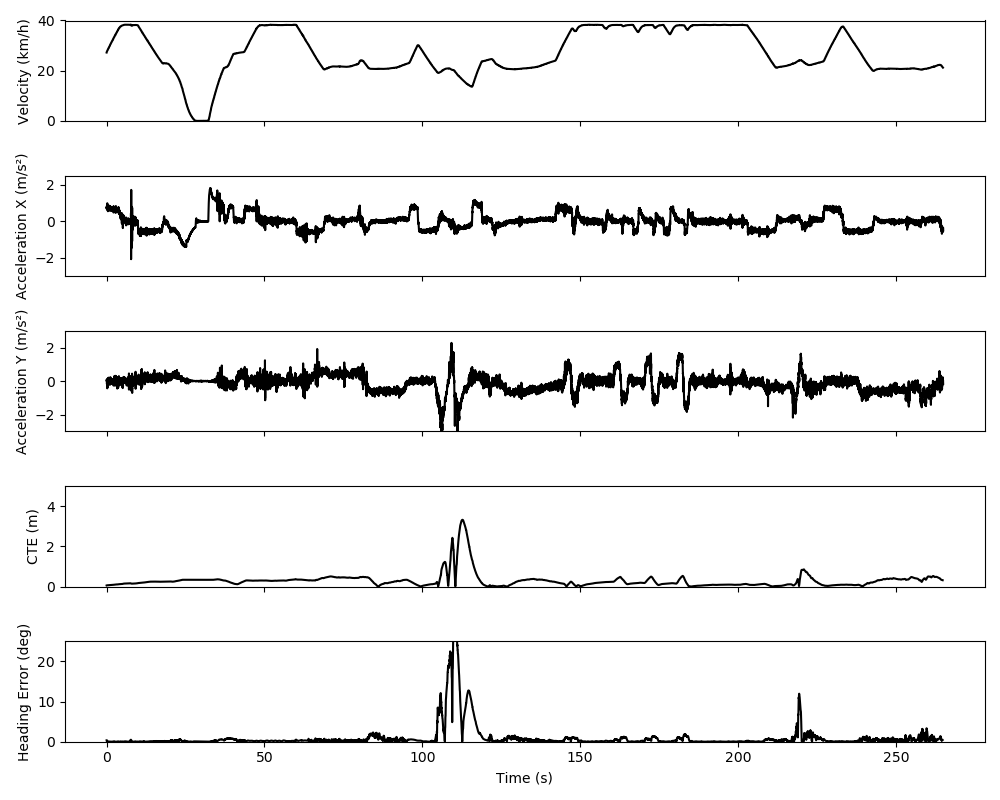 Velocity (km/h)
40
20
0
Acceleration X (m/s²)
2
0
−2
Acceleration Y (m/s²)
2
0
−2
CTE (m)
4
2
0
Heading Error (deg)
20
10
0
0 50 100 150 200 250
Time (s)